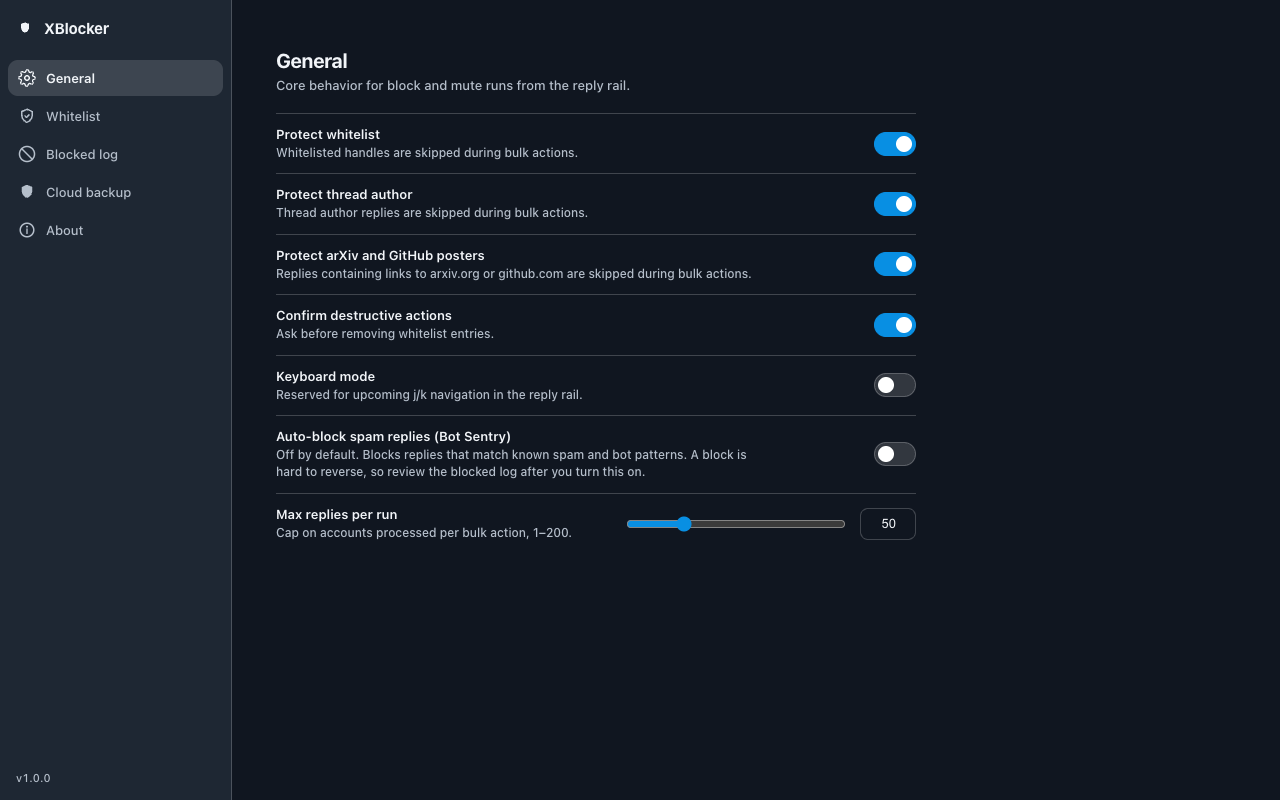 XBlocker
General
Whitelist
Blocked log
Cloud backup
About
v1.0.0
General
Core behavior for block and mute runs from the reply rail.
Protect whitelist
Whitelisted handles are skipped during bulk actions.
Protect thread author
Thread author replies are skipped during bulk actions.
Protect arXiv and GitHub posters
Replies containing links to arxiv.org or github.com are skipped during bulk actions.
Confirm destructive actions
Ask before removing whitelist entries.
Keyboard mode
Reserved for upcoming j/k navigation in the reply rail.
Auto-block spam replies (Bot Sentry)
Off by default. Blocks replies that match known spam and bot patterns. A block is
hard to reverse, so review the blocked log after you turn this on.
Max replies per run
Cap on accounts processed per bulk action, 1–200.
50